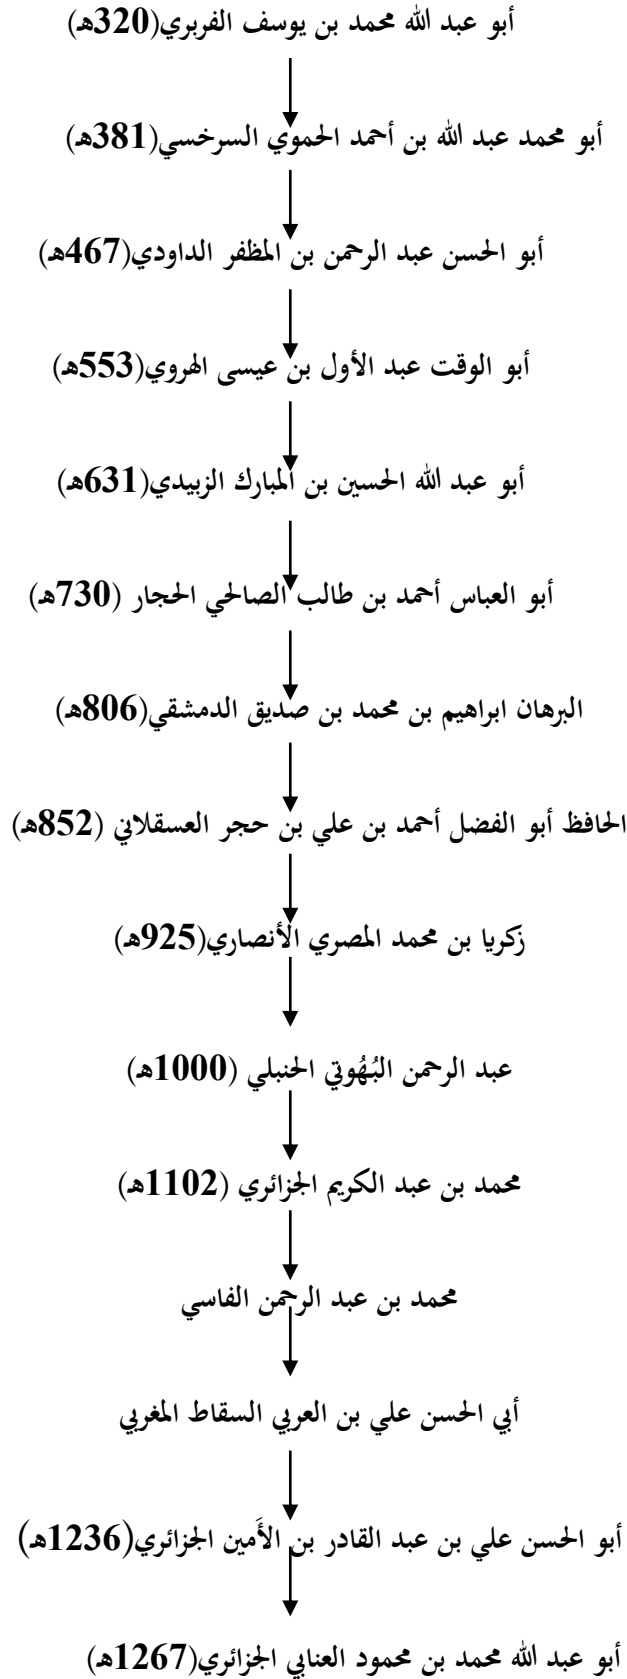 أبو عبد الله محمد بن يوسف الفربري(320هـ)
أبو محمد عبد الله بن أحمد الحموي السرخسي(381هـ)
أبو الحسن عبد الرحمن بن المظفر الداودي(467هـ)
أبو الوقت عبد الأول بن عيسى الهروي(553هـ)
أبو عبد الله الحسين بن المبارك الزبيدي(631هـ)
أبو العباس أحمد بن طالب الصالحي الحجار (730هـ)
البرهان ابراهيم بن محمد بن صديق الدمشقي(806هـ)
الحافظ أبو الفضل أحمد بن علي بن حجر العسقلاني (852هـ)
زكريا بن محمد المصري الأنصاري(925هـ)
عبد الرحمن البُهُوتي الحنبلي (1000هـ)
محمد بن عبد الكريم الجزائري (1102هـ)
محمد بن عبد الرحمن الفاسي
أبي الحسن علي بن العربي السقاط المغربي
أبو الحسن علي بن عبد القادر بن الأَمين الجزائري(1236هـ)
أبو عبد الله محمد بن محمود العنابي الجزائري(1267هـ)